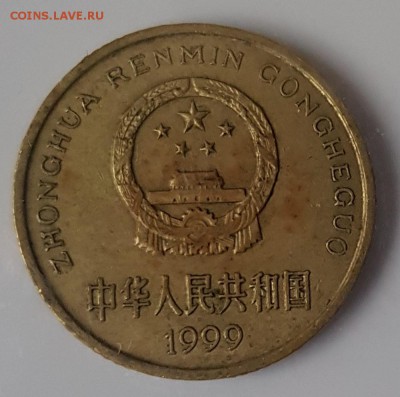 COINS.LAVE.RU
ZHONGHUA RENMIN GONGHEGUO
中华人民共和国
1999